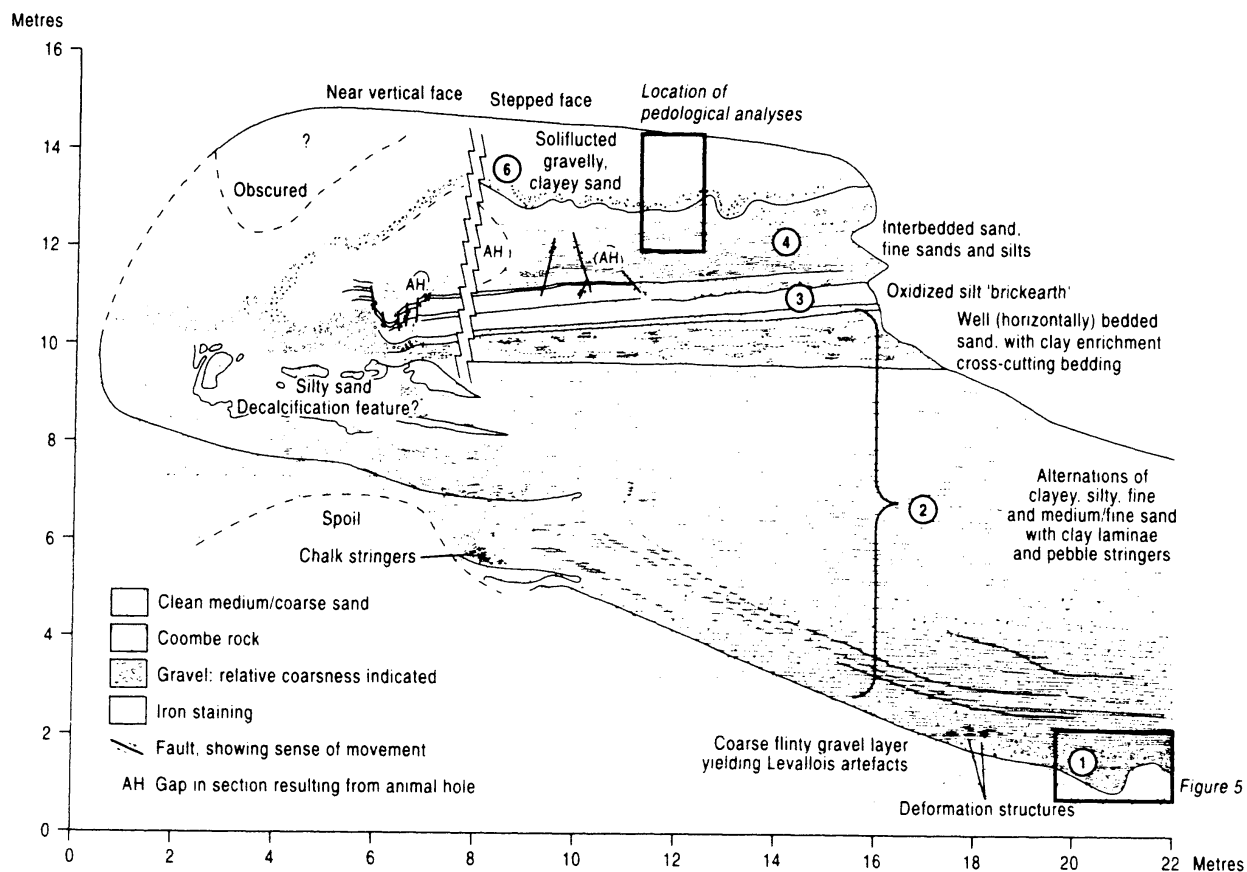 Metres
16
14
12
10
8
6
4
2
0
0 2 4 6 8 10 12 14 16 18 20 22 Metres
Near vertical face
Stepped face
Location of
pedological analyses
?
Obscured
6
Soliflucted
gravelly,
clayey sand
AH
AH
(AH)
4
Interbedded sand,
fine sands and silts
3
Oxidized silt 'brickearth'
Well (horizontally) bedded
sand, with clay enrichment
cross-cutting bedding
Silty sand
Decalcification feature?
2
Alternations of
clayey, silty, fine
and medium/fine sand
with clay laminae
and pebble stringers
Spoil
Chalk stringers
Clean medium/coarse sand
Coombe rock
Gravel: relative coarsness indicated
Iron staining
Fault, showing sense of movement
AH Gap in section resulting from animal hole
Coarse flinty gravel layer
yielding Levallois artefacts
Deformation structures
1
Figure 5